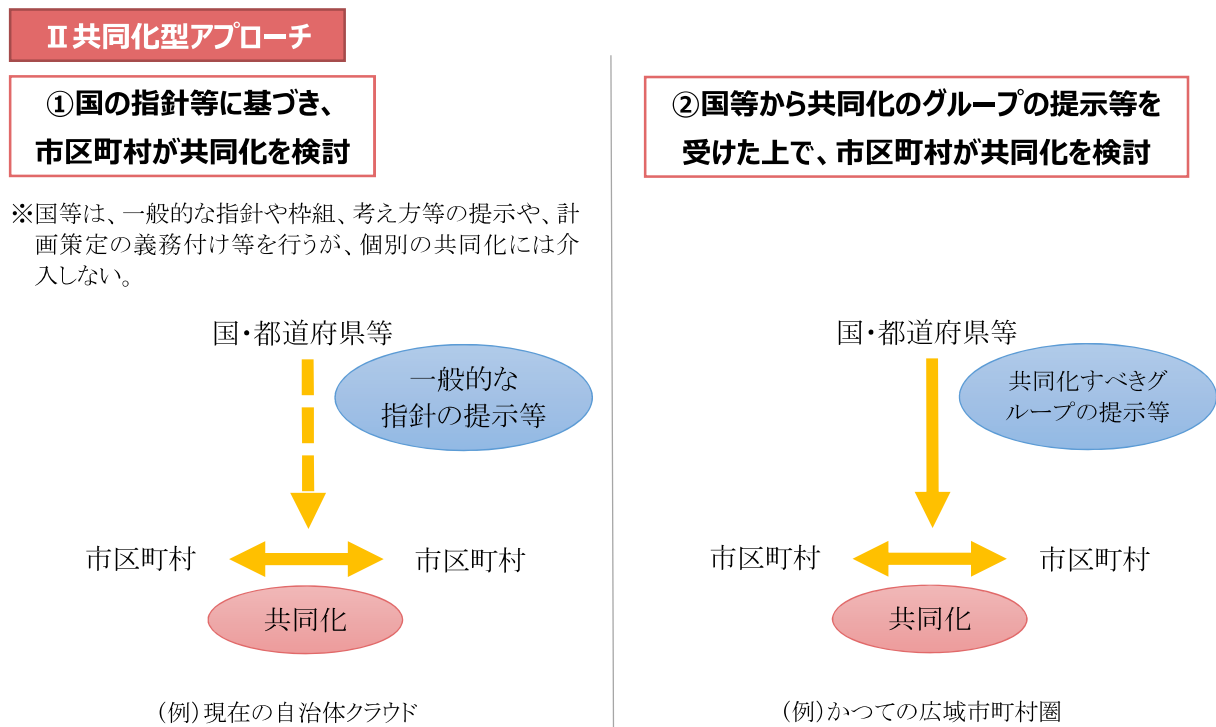 Ⅱ共同化型アプローチ
①国の指針等に基づき、
市区町村が共同化を検討
※国等は、一般的な指針や枠組、考え方等の提示や、計
画策定の義務付け等を行うが、個別の共同化には介
入しない。
国・都道府県等
一般的な
指針の提示等
市区町村
市区町村
共同化
（例）現在の自治体クラウド
②国等から共同化のグループの提示等を
受けた上で、市区町村が共同化を検討
国・都道府県等
共同化すべきグ
ループの提示等
市区町村
市区町村
共同化
（例）かつての広域市町村圏